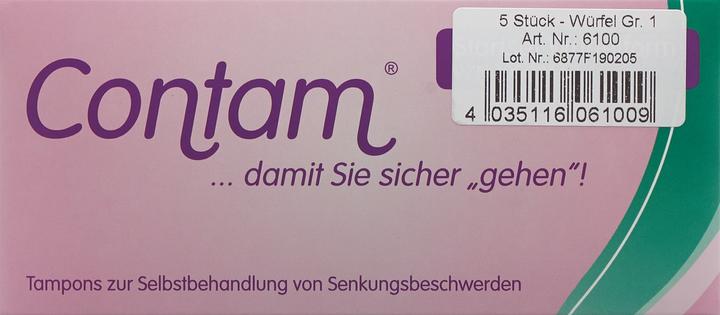 5 Stück - Würfel Gr. 1
Art. Nr.: 6100
Lot. Nr.: 6877F190205
4 035116 061009
Contam®
... damit Sie sicher „gehen“!
Tampons zur Selbstbehandlung von Senkungsbeschwerden